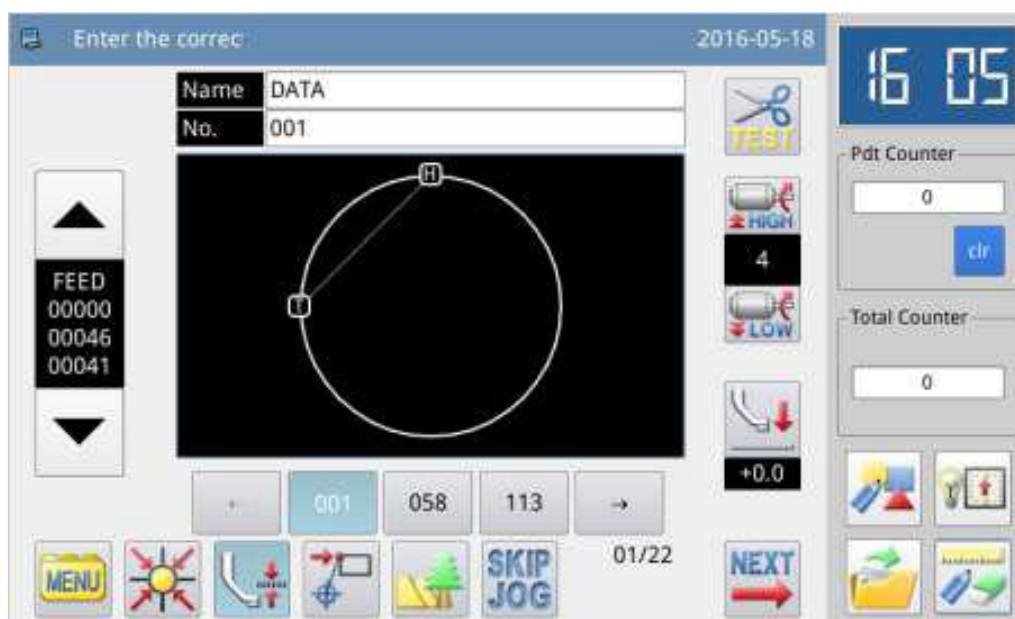 Enter the correc
2016-05-18
16 05
Name DATA
No. 001
TEST
Pdt Counter
0
clr
H
T
HIGH
4
LOW
FEED
00000
00046
00041
Total Counter
0
+0.0
← 001 058 113 →
01/22
MENU
SKIP
JOG
NEXT